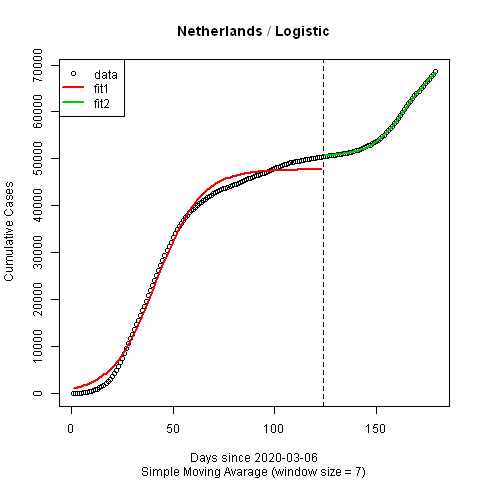 Netherlands / Logistic
data
fit1
fit2
Cumulative Cases
70000
60000
50000
40000
30000
20000
10000
0
0 50 100 150
Days since 2020-03-06
Simple Moving Avarage (window size = 7)